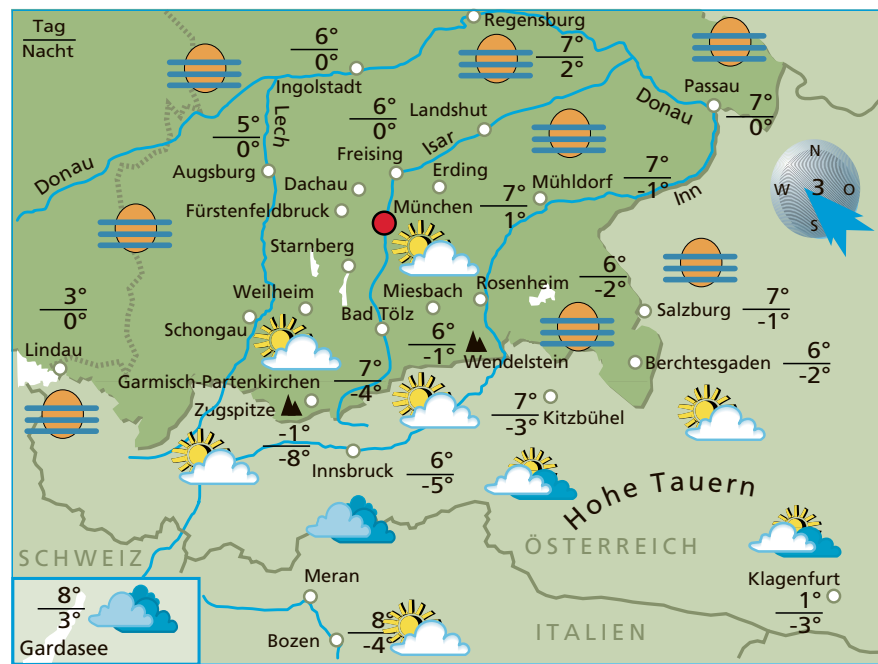 Tag
Nacht
Regensburg
6°
0°
7°
2°
Ingolstadt
Passau
7°
0°
Donau
Lech
5°
0°
6°
0°
Landshut
Isar
Freising
Donau
Augsburg
Dachau
Erding
Mühldorf
7°
-1°
Inn
N
W
3
O
S
Fürstenfeldbruck
München
7°
1°
Starnberg
Weilheim
Miesbach
Rosenheim
6°
-2°
3°
0°
Schongau
Bad Tölz
Salzburg
7°
-1°
Lindau
6°
-1°
Wendelstein
Berchtesgaden
6°
-2°
Garmisch-Partenkirchen
7°
-4°
Zugspitze
-1°
-8°
7°
-3°
Kitzbühel
Innsbruck
6°
-5°
Hohe Tauern
SCHWEIZ
ÖSTERREICH
Meran
Klagenfurt
1°
-3°
8°
3°
Gardasee
Bozen
8
-4
ITALIEN